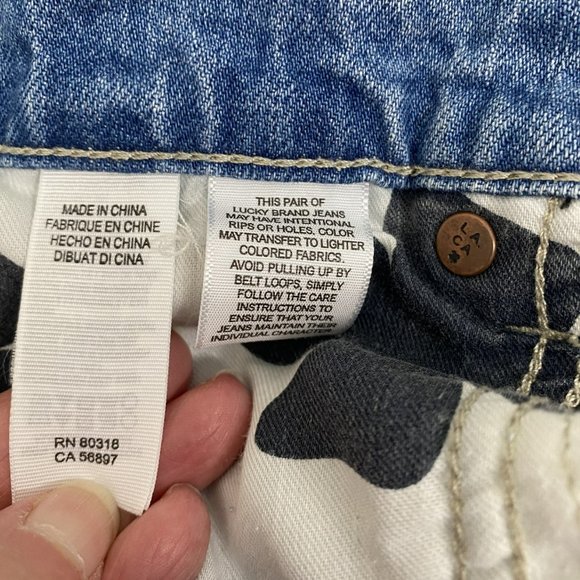 MADE IN CHINA
FABRIQUE EN CHINE
HECHO EN CHINA
DIBUAT DI CINA
RN 80318
CA 56897
THIS PAIR OF
LUCKY BRAND JEANS
MAY HAVE INTENTIONAL
RIPS OR HOLES, COLOR
MAY TRANSFER TO LIGHTER
COLORED FABRICS.
AVOID PULLING UP BY
BELT LOOPS, SIMPLY
FOLLOW THE CARE
INSTRUCTIONS TO
ENSURE THAT YOUR
JEANS MAINTAIN THEIR
INDIVIDUAL CHARACTER.